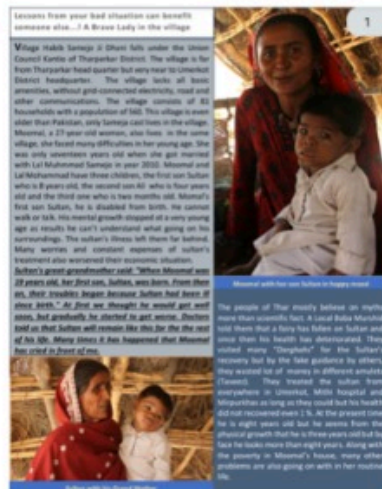 Lessons from your bad situation can benefit
someone else...! A Brave Lady in the village
Village Habib Samejo Ji Dhani falls under the Union
Council Kantio of Tharparkar District. The village is far
from Tharparkar head-quarter but very near to Umerkot
District headquarter. The village lacks all basic
amenities, without grid-connected electricity, road and
other communications. The village consists of 81
households with a population of 560. This village is even
older than Pakistan, only Samejo cast lives in the village.
Moomal, a 27-year-old women, also lives in the same
village, she faced many difficulties in her young age. She
was only seventeen years old when she got married
with Lal Muhmmad Samejo in year 2010. Moomal and
Lal Mohammad have three children, the first son Sultan
who is 8 years old, the second son Ali who is four years
old and the third one who is two months old. Momal's
first son Sultan, he is disabled from birth. He cannot
walk or talk. His mental growth stopped at a very young
age as results he can't understand what going on his
surroundings. The sultan's illness left them far behind.
Many worries and constant expenses of sultan's
treatment also worsened their economic situation.
Sultan's great-grandmother said: "When Moomal was
19 years old, her first son, Sultan, was born. From then
on, their troubles began because Sultan had been ill
since birth." At first we thought he would get well
soon, but gradually he started to get worse. Doctors
told us that Sultan will remain like this for the the rest
of his life. Many times it has happened that Moomal
has cried in front of me.
Sultan with his Grand Mother
1
Moomal with her son Sultan in happy mood
The people of Thar mostly believe on myths
more than scientific fact. A Local Baba Murshid
told them that a fairy has fallen on Sultan and
since then his health has deteriorated. They
visited many "Dargahs" for the Sultan's
recovery but by the fake guidance by others
they wasted lot of money in different amulets
(Taveez). They treated the sultan from
everywhere in Umerkot, Mithi hospital and
Mirpurkhas as long as they could but his health
did not recovered even 1 %. At the present time
he is eight years old but he seems from the
physical growth that he is three years old but his
face he looks more than eight years. Along with
the poverty in Moomal's house, many other
problems are also going on with in her routine
life.